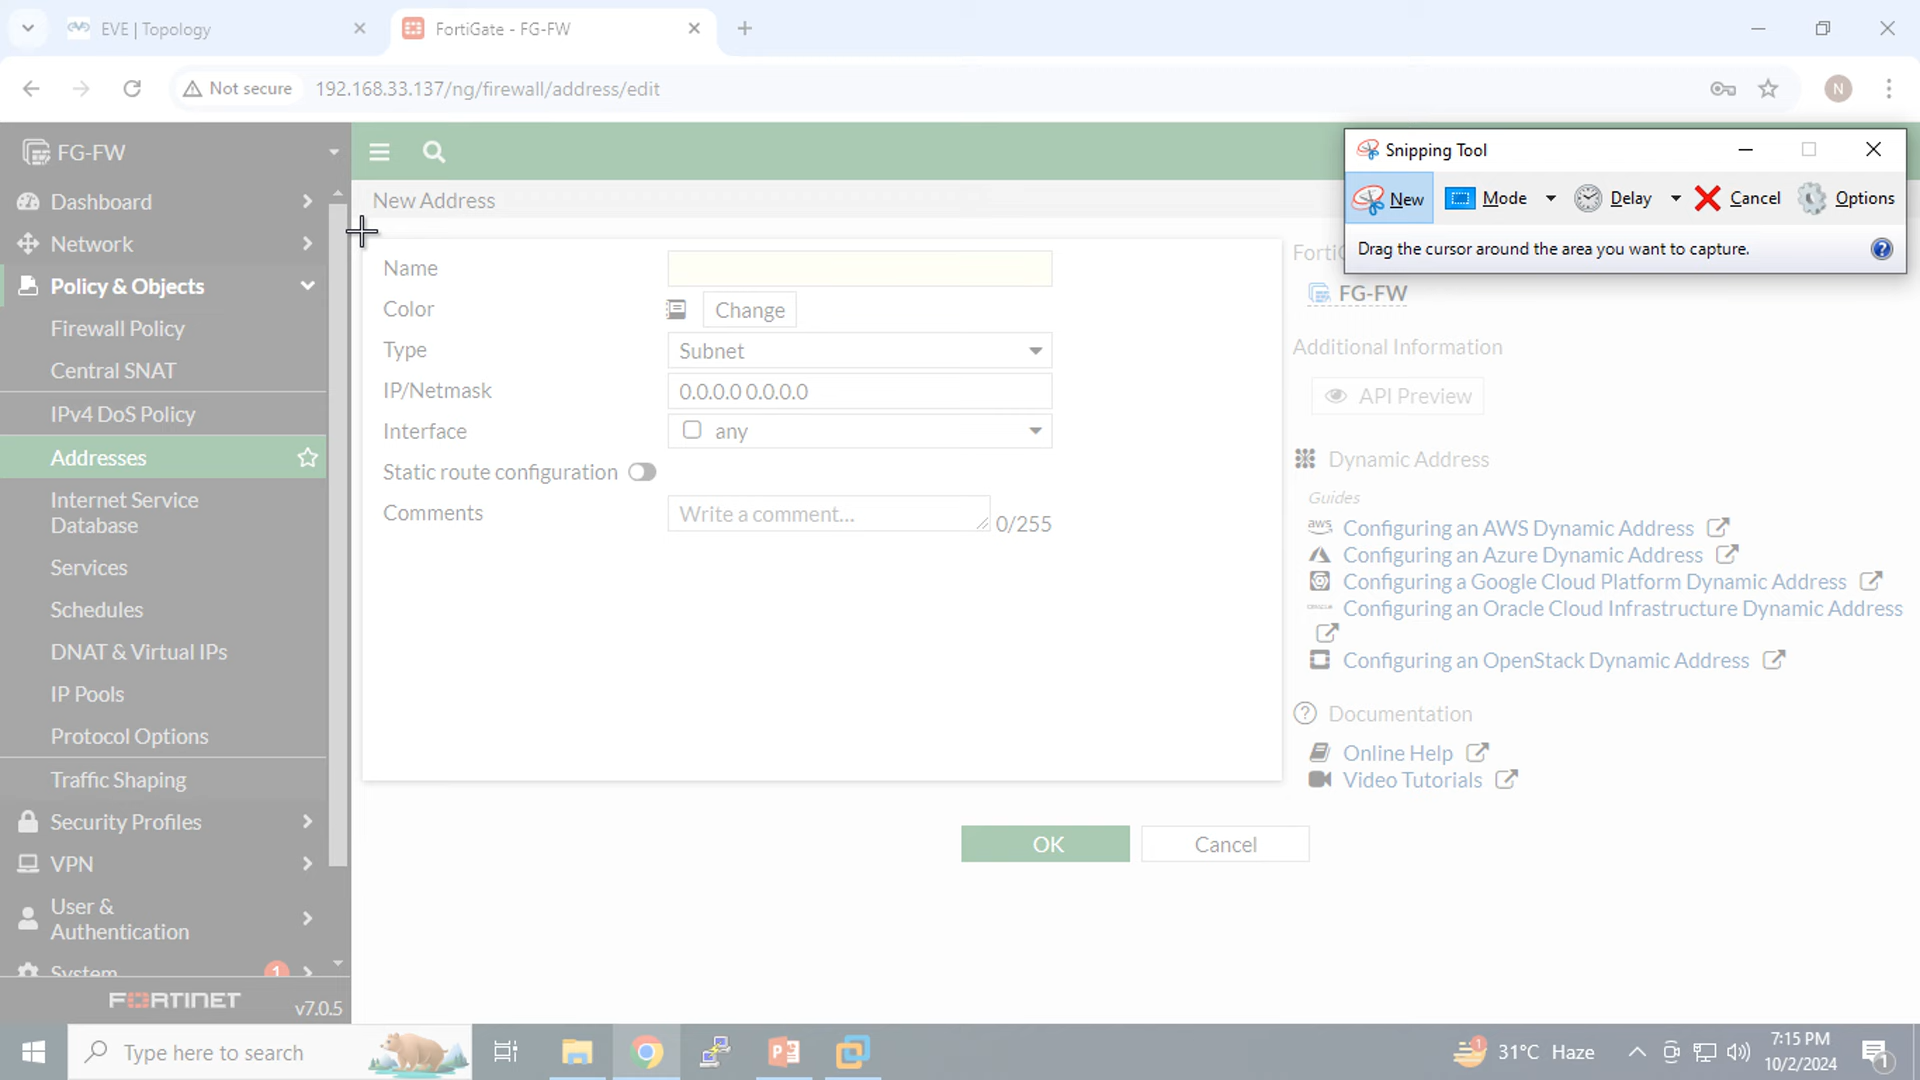 EVE | Topology
FortiGate - FG-FW
Not secure
192.168.33.137/ng/firewall/address/edit
N
FG-FW
Dashboard
Network
Policy & Objects
Firewall Policy
Central SNAT
IPv4 DoS Policy
Addresses
Internet Service
Database
Services
Schedules
DNAT & Virtual IPs
IP Pools
Protocol Options
Traffic Shaping
Security Profiles
VPN
User &
Authentication
System
1
FORTINET
v7.0.5
New Address
Name
Color
Change
Type
Subnet
IP/Netmask
0.0.0.0 0.0.0.0
Interface
any
Static route configuration
Comments
Write a comment...
0/255
OK
Cancel
Snipping Tool
New
Mode
Delay
Cancel
Options
Drag the cursor around the area you want to capture.
?
FortiG
FG-FW
Additional Information
API Preview
Dynamic Address
Guides
aws
Configuring an AWS Dynamic Address
Configuring an Azure Dynamic Address
Configuring a Google Cloud Platform Dynamic Address
Configuring an Oracle Cloud Infrastructure Dynamic Address
Configuring an OpenStack Dynamic Address
Documentation
Online Help
Video Tutorials
Type here to search
1
31°C Haze
7:15 PM
10/2/2024
1